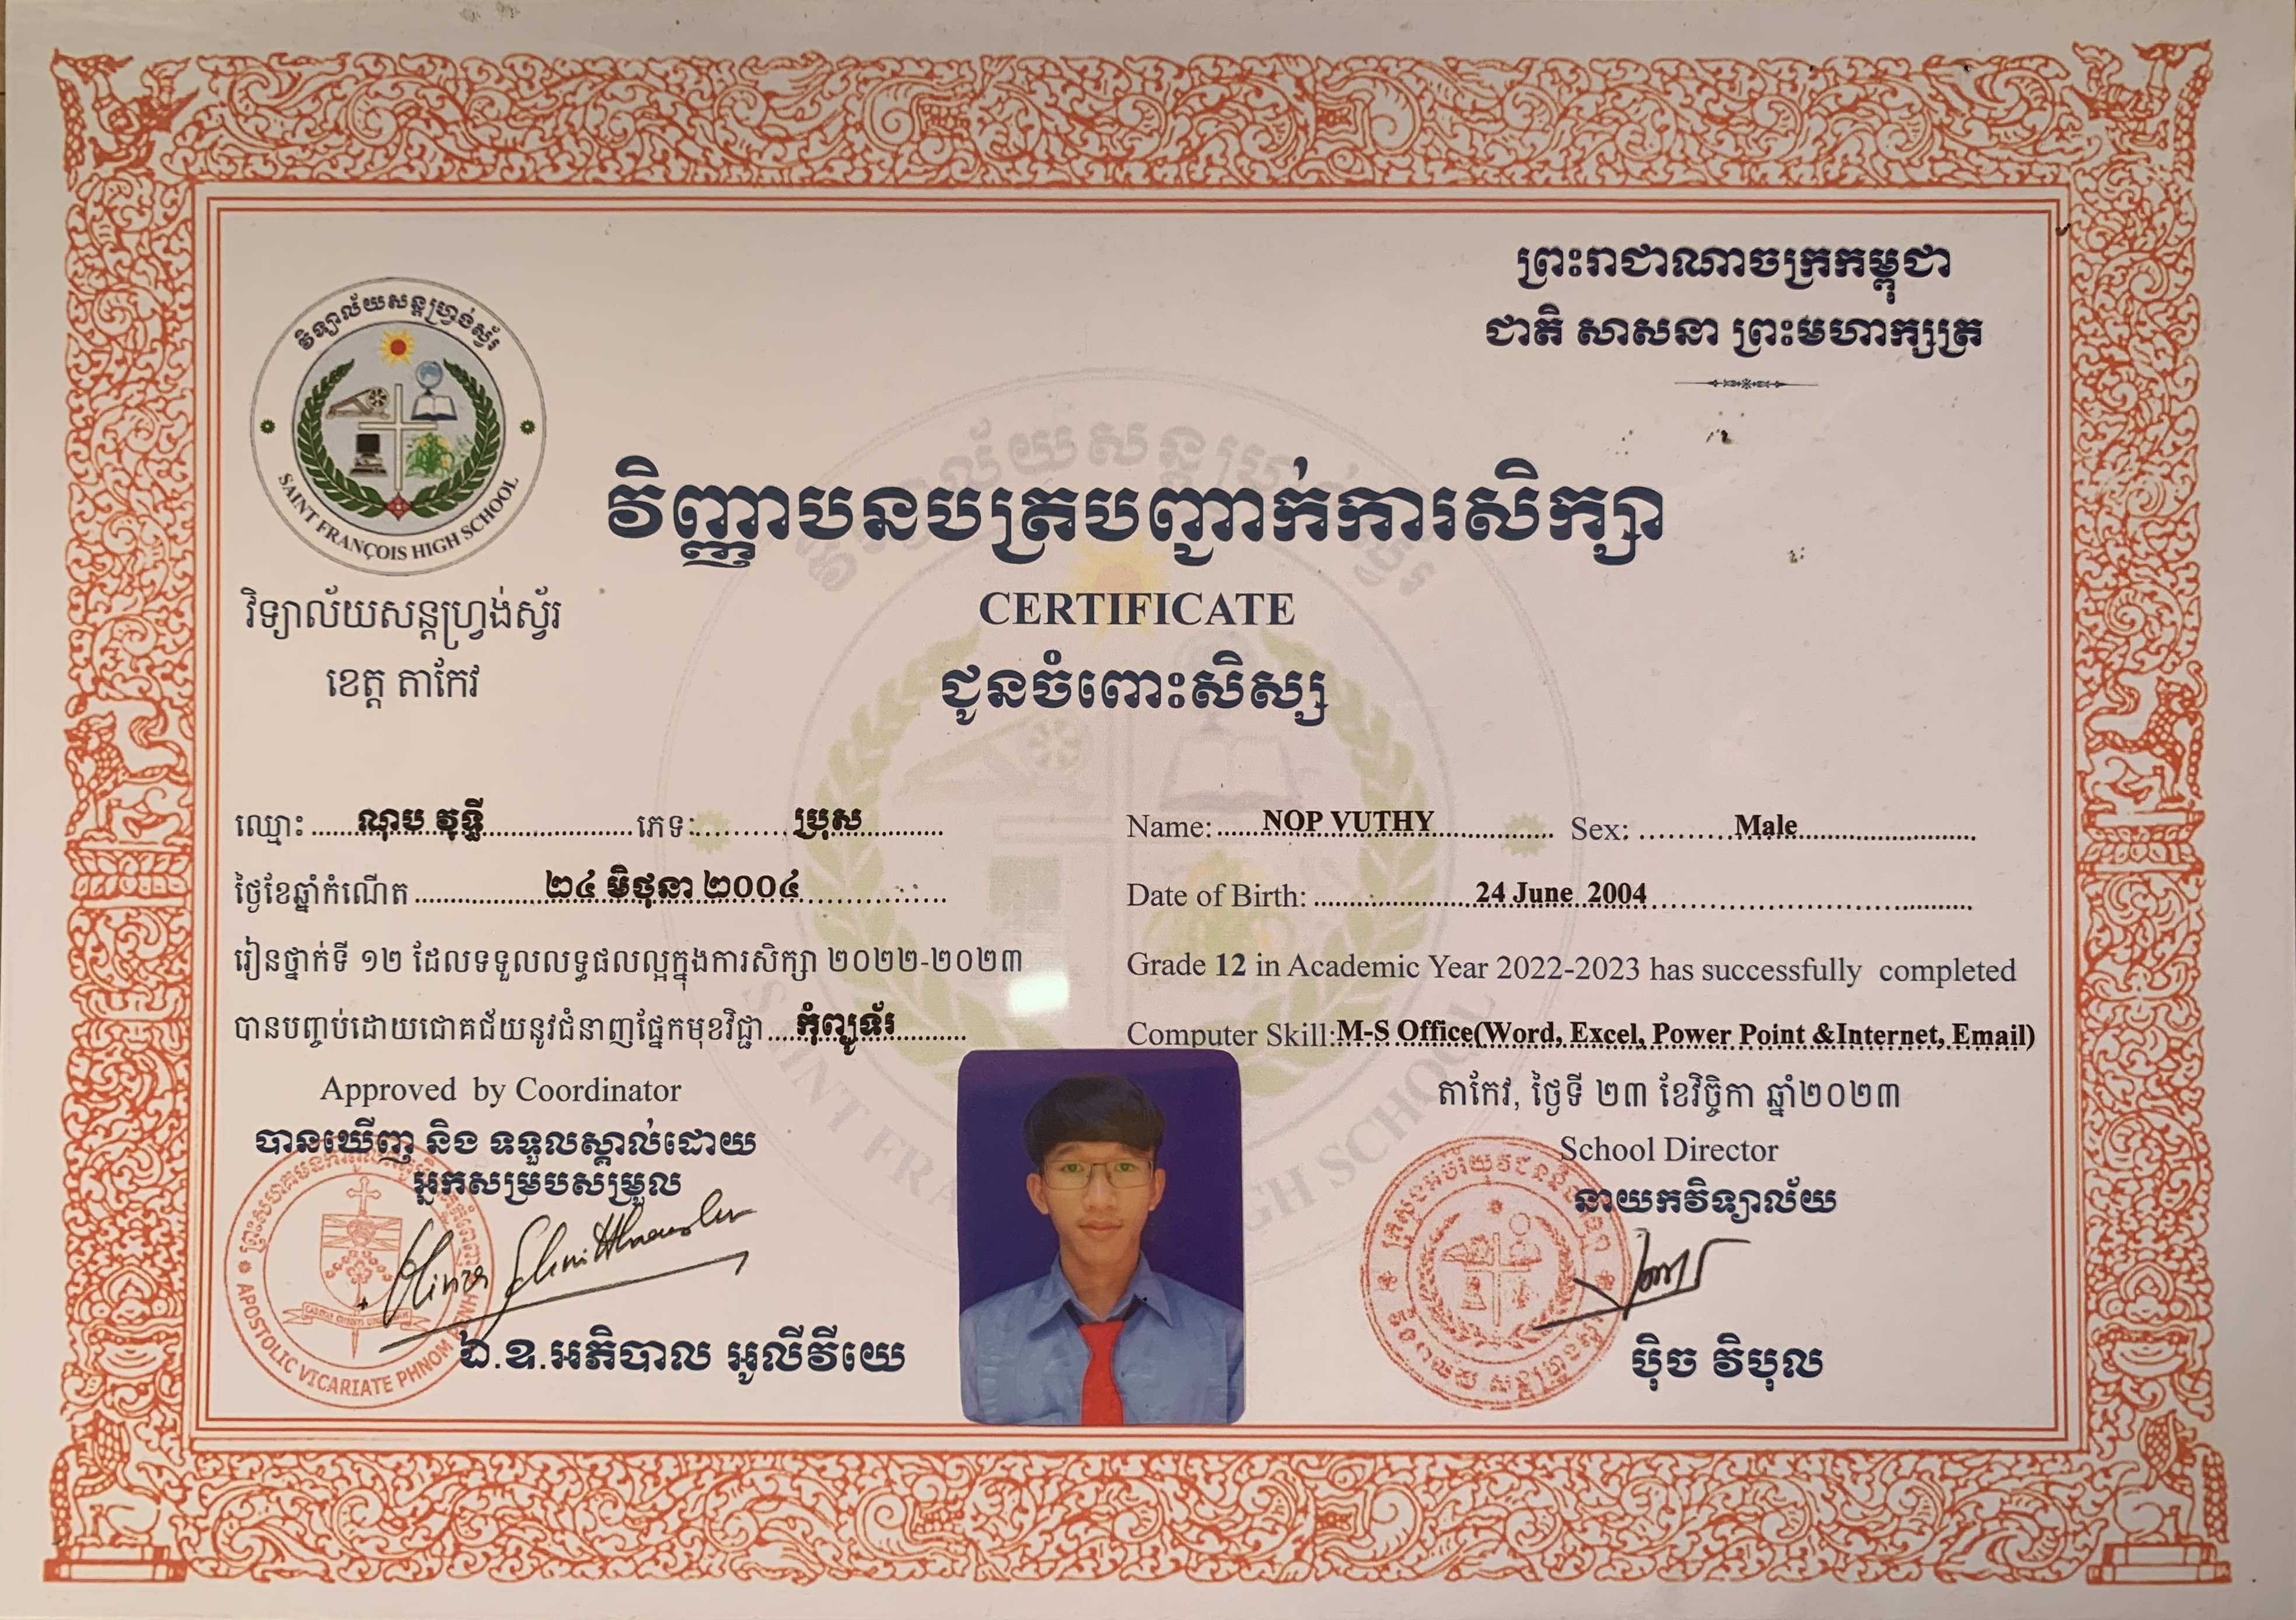 ព្រះរាជាណាចក្រកម្ពុជា
ជាតិ សាសនា ព្រះមហាក្សត្រ
វិទ្យាល័យសន្តហ្វ្រង់ស្វ័រ
SAINT FRANÇOIS HIGH SCHOOL
វិទ្យាល័យសន្តហ្វ្រង់ស្វ័រ
ខេត្ត តាកែវ
វិញ្ញាបនបត្របញ្ជាក់ការសិក្សា
CERTIFICATE
ជូនចំពោះសិស្ស
ឈ្មោះ ណុប វុទ្ធី ភេទ: ប្រុស
ថ្ងៃខែឆ្នាំកំណើត ២៤ មិថុនា ២០០៤
រៀនថ្នាក់ទី ១២ ដែលទទួលលទ្ធផលល្អក្នុងការសិក្សា ២០២២-២០២៣
បានបញ្ចប់ដោយជោគជ័យនូវជំនាញផ្នែកមុខវិជ្ជា កុំព្យូទ័រ
Name: NOP VUTHY Sex: Male
Date of Birth: 24 June 2004
Grade 12 in Academic Year 2022-2023 has successfully completed
Computer Skill: M-S Office(Word, Excel, Power Point &Internet, Email)
Approved by Coordinator
បានឃើញ និង ទទួលស្គាល់ដោយ
អ្នកសម្របសម្រួល
APOSTOLIC VICARIATE PHNOM PENH
ឯ.ឧ.អភិបាល អូលីវីយេ
តាកែវ, ថ្ងៃទី ២៣ ខែវិច្ឆិកា ឆ្នាំ២០២៣
School Director
នាយកវិទ្យាល័យ
ប៊ិច វិបុល